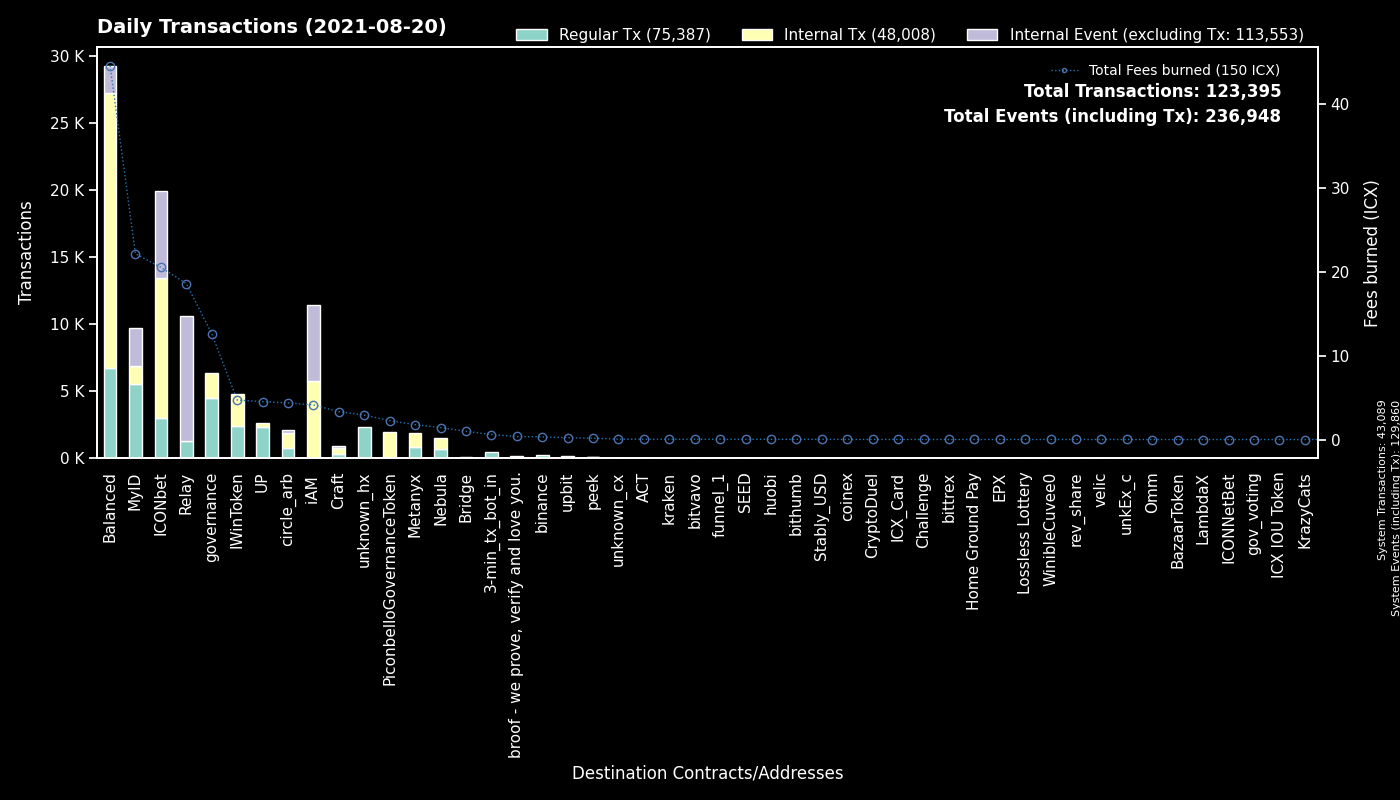 Daily Transactions (2021-08-20)
Regular Tx (75,387)
Internal Tx (48,008)
Internal Event (excluding Tx: 113,553)
Total Fees burned (150 ICX)
Total Transactions: 123,395
Total Events (including Tx): 236,948
Transactions
30 K
25 K
20 K
15 K
10 K
5 K
0 K
40
30
20
10
0
Fees burned (ICX)
System Transactions: 43,089
System Events (including Tx): 129,860
Balanced
MyID
ICONbet
Relay
governance
IWinToken
UP
circle_arb
iAM
Craft
unknown_hx
PiconbelloGovernanceToken
Metanyx
Nebula
Bridge
3-min_tx_bot_in
broof - we prove, verify and love you.
binance
upbit
peek
unknown_cx
ACT
kraken
bitvavo
funnel_1
SEED
huobi
bithumb
Stably_USD
coinex
CryptoDuel
ICX_Card
Challenge
bittrex
Home Ground Pay
EPX
Lossless Lottery
WinibleCuvee0
rev_share
velic
unkEx_c
Omm
BazaarToken
LambdaX
ICONNetBet
gov_voting
ICX IOU Token
KrazyCats
Destination Contracts/Addresses